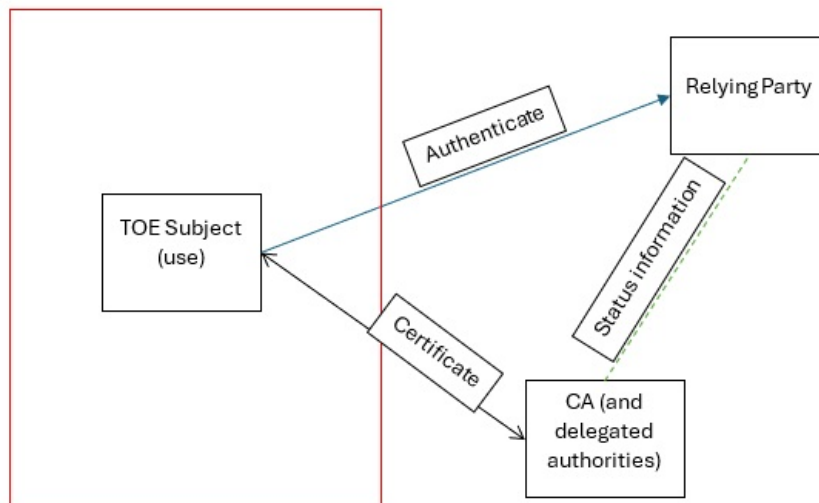 Relying Party
Authenticate
TOE Subject
(use)
Status information
Certificate
CA (and
delegated
authorities)